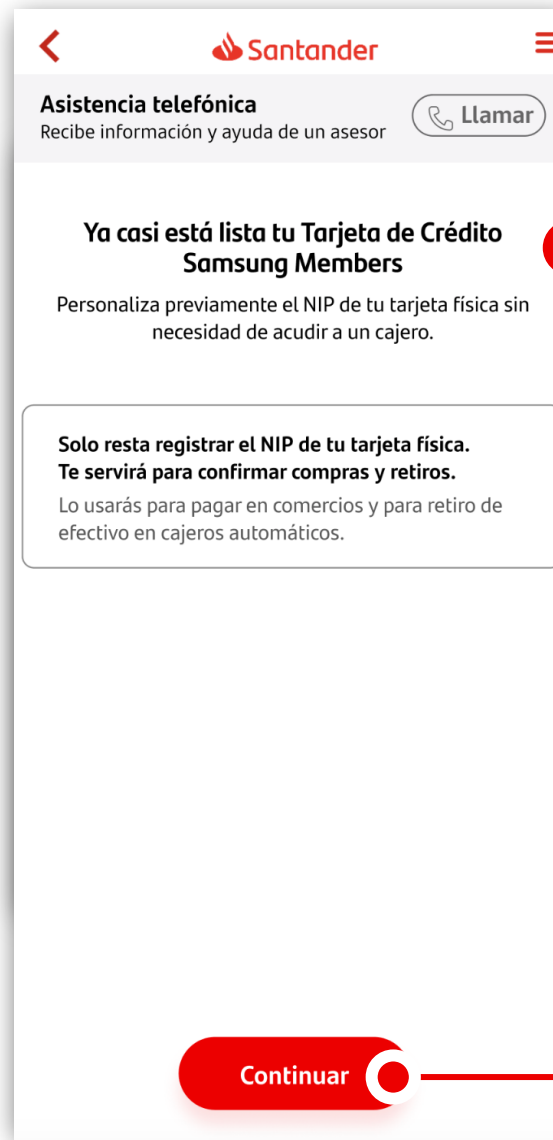 Santander
Asistencia telefónica
Recibe información y ayuda de un asesor
Llamar
Ya casi está lista tu Tarjeta de Crédito
Samsung Members
Personaliza previamente el NIP de tu tarjeta física sin
necesidad de acudir a un cajero.
Solo resta registrar el NIP de tu tarjeta física.
Te servirá para confirmar compras y retiros.
Lo usarás para pagar en comercios y para retiro de
efectivo en cajeros automáticos.
Continuar